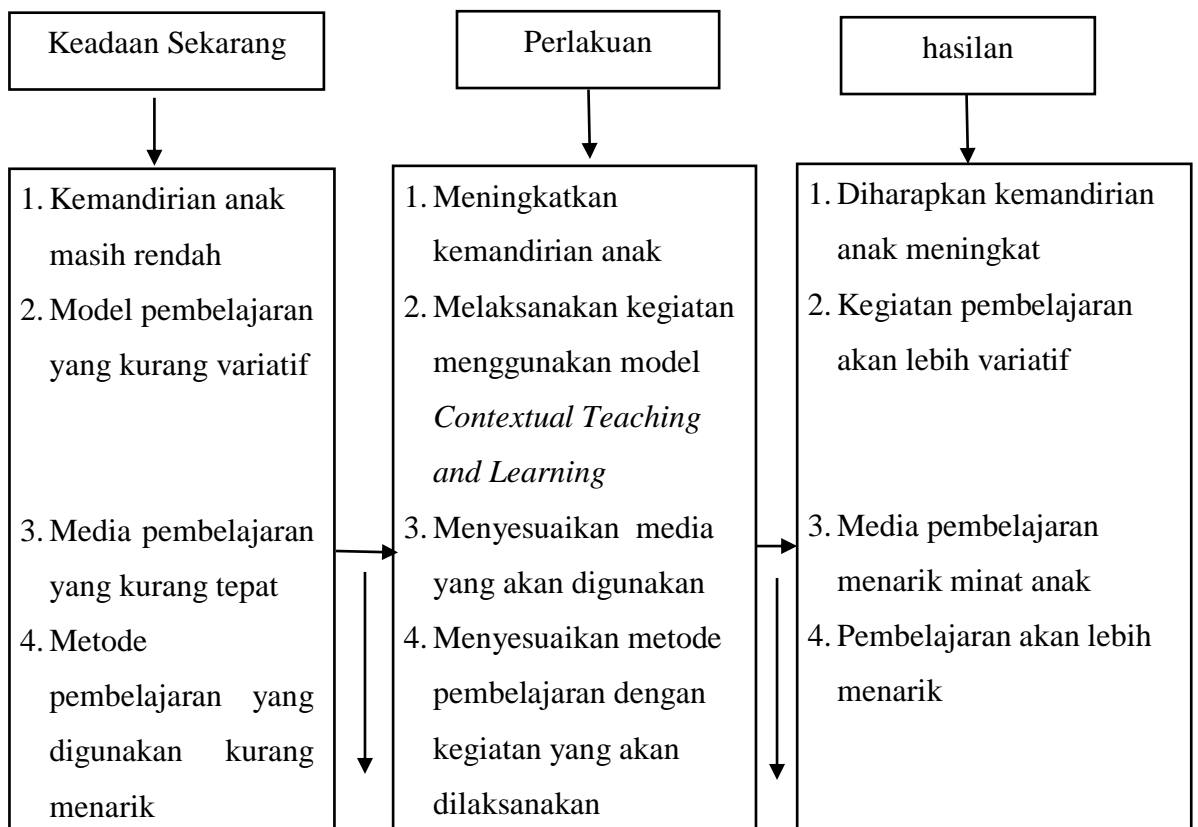 Keadaan Sekarang
Perlakuan
hasilan
1. Kemandirian anak
masih rendah
2. Model pembelajaran
yang kurang variatif
3. Media pembelajaran
yang kurang tepat
4. Metode
pembelajaran yang
digunakan kurang
menarik
1. Meningkatkan
kemandirian anak
2. Melaksanakan kegiatan
menggunakan model
Contextual Teaching
and Learning
3. Menyesuaikan media
yang akan digunakan
4. Menyesuaikan metode
pembelajaran dengan
kegiatan yang akan
dilaksanakan
1. Diharapkan kemandirian
anak meningkat
2. Kegiatan pembelajaran
akan lebih variatif
3. Media pembelajaran
menarik minat anak
4. Pembelajaran akan lebih
menarik